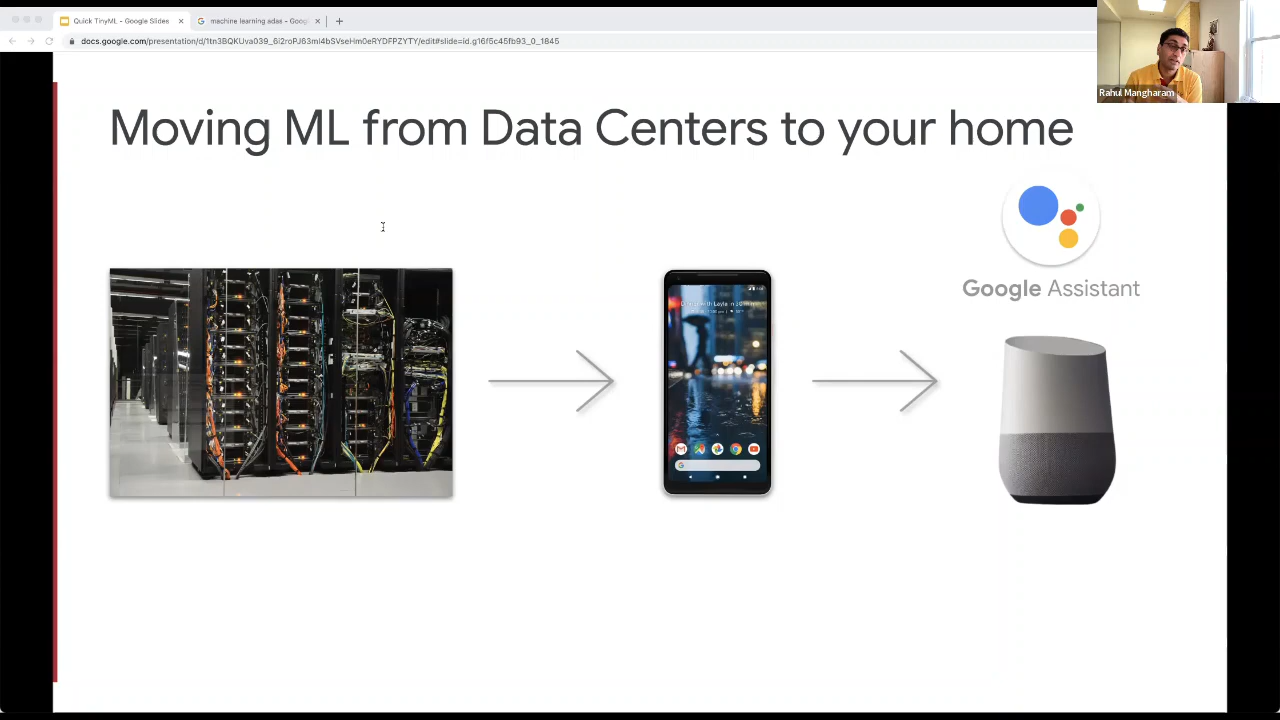 Quick TinyML - Google Slides
machine learning adas - Goog
docs.google.com/presentation/d/1tn3BQKUva039_6i2roPJ63ml4bSVseHm0eRYDFPZYTY/edit#slide=id.g16f5c45fb93_0_1845
Rahul Mangharam
Moving ML from Data Centers to your home
Google Assistant